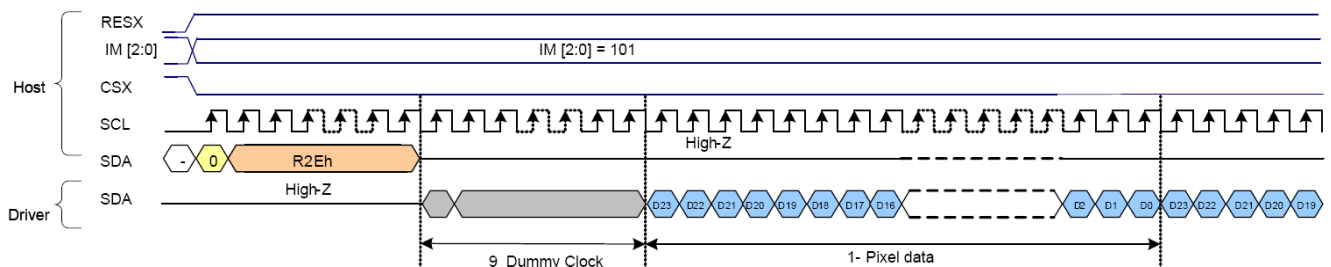 RESX
IM [2:0] IM [2:0] = 101
Host CSX
SCL
High-Z
SDA - 0 R2Eh
High-Z
Driver SDA D23 D22 D21 D20 D19 D18 D17 D16 D2 D1 D0 D23 D22 D21 D20 D19
9 Dummy Clock 1- Pixel data